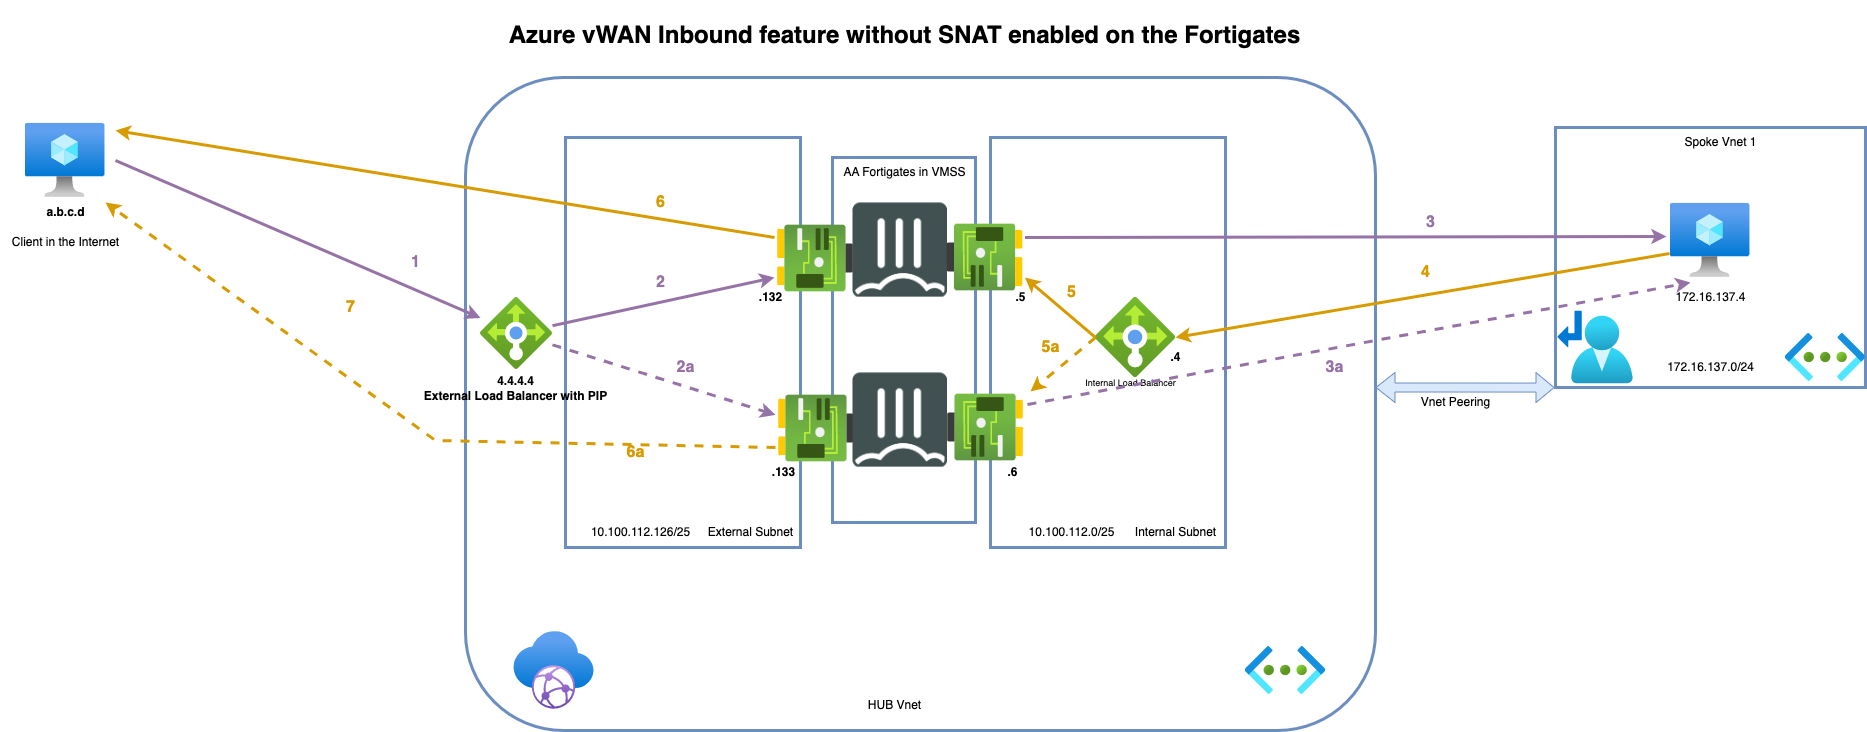 Azure vWAN Inbound feature without SNAT enabled on the Fortigates
Spoke Vnet 1
AA Fortigates in VMSS
a.b.c.d
Client in the Internet
6
3
1
2
4
5
7
.132
.5
172.16.137.4
5a
.4
2a
Internal Load Balancer
3a
172.16.137.0/24
4.4.4.4
External Load Balancer with PIP
Vnet Peering
6a
.133
.6
10.100.112.126/25 External Subnet
10.100.112.0/25 Internal Subnet
HUB Vnet